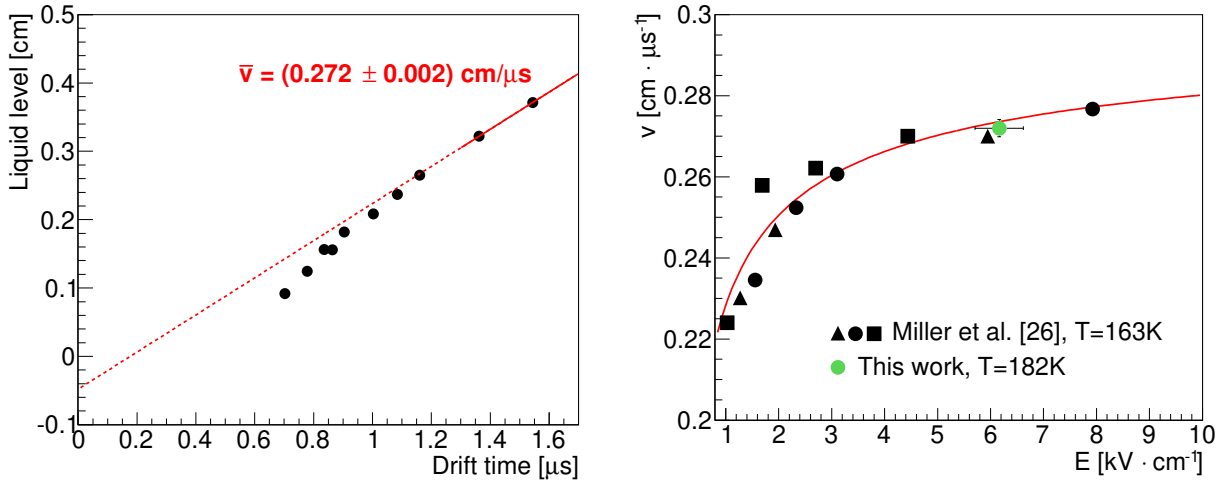 Liquid level [cm]
0.5
0.4
0.3
0.2
0.1
0
-0.1
v̅ = (0.272 ± 0.002) cm/μs
0 0.2 0.4 0.6 0.8 1 1.2 1.4 1.6
Drift time [μs]
v [cm · μs⁻¹]
0.3
0.28
0.26
0.24
0.22
0.2
Miller et al. [26], T=163K
This work, T=182K
1 2 3 4 5 6 7 8 9 10
E [kV · cm⁻¹]